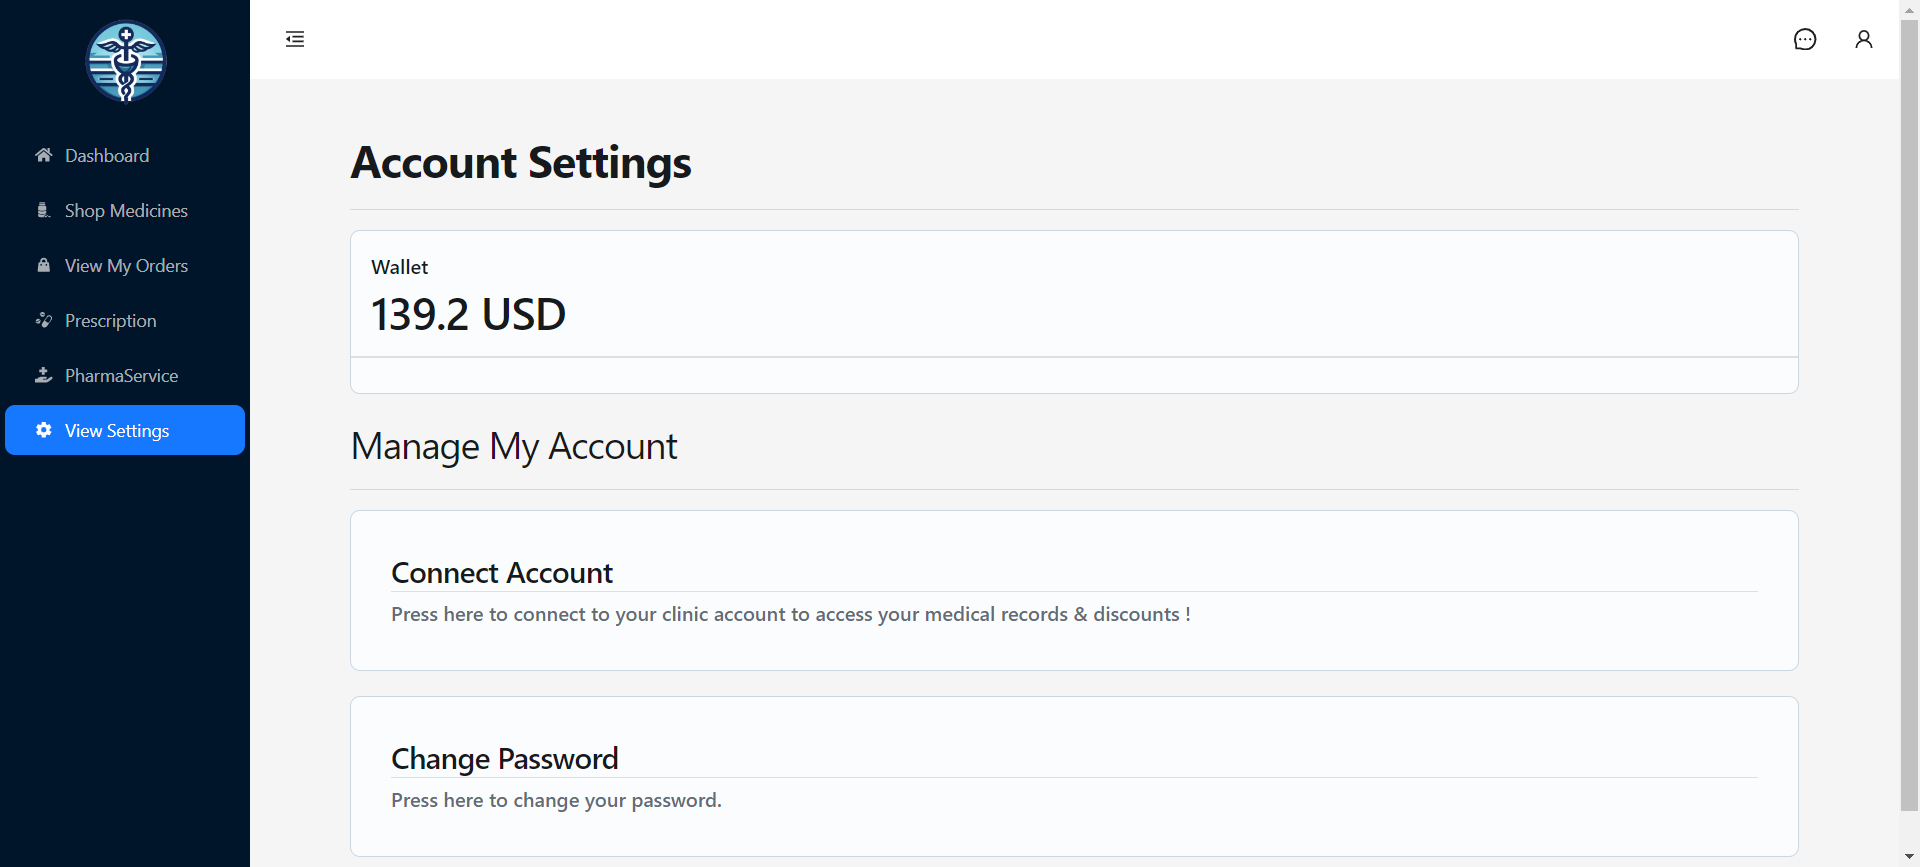 Dashboard
Shop Medicines
View My Orders
Prescription
PharmaService
View Settings
Account Settings
Wallet
139.2 USD
Manage My Account
Connect Account
Press here to connect to your clinic account to access your medical records & discounts !
Change Password
Press here to change your password.